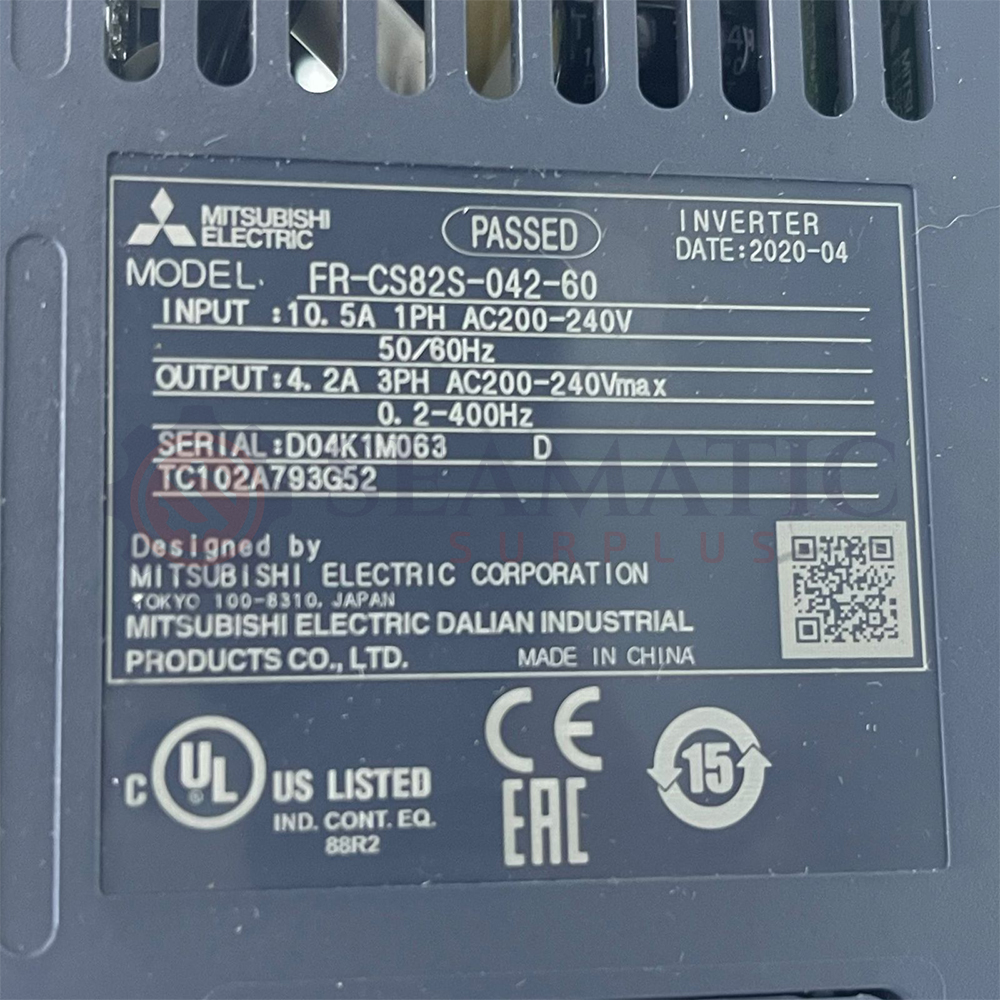 MITSUBISHI
ELECTRIC
PASSED
INVERTER
DATE:2020-04
MODEL. FR-CS82S-042-60
INPUT :10.5A 1PH AC200-240V
50/60Hz
OUTPUT:4.2A 3PH AC200-240Vmax
0.2-400Hz
SERIAL:D04K1M063 D
TC102A793G52
SEAMATIC
SURPLUS
Designed by
MITSUBISHI ELECTRIC CORPORATION
TOKYO 100-8310, JAPAN
MITSUBISHI ELECTRIC DALIAN INDUSTRIAL
PRODUCTS CO., LTD. MADE IN CHINA
C UL ® US LISTED
IND. CONT. EQ.
88R2
CE
EAC
15